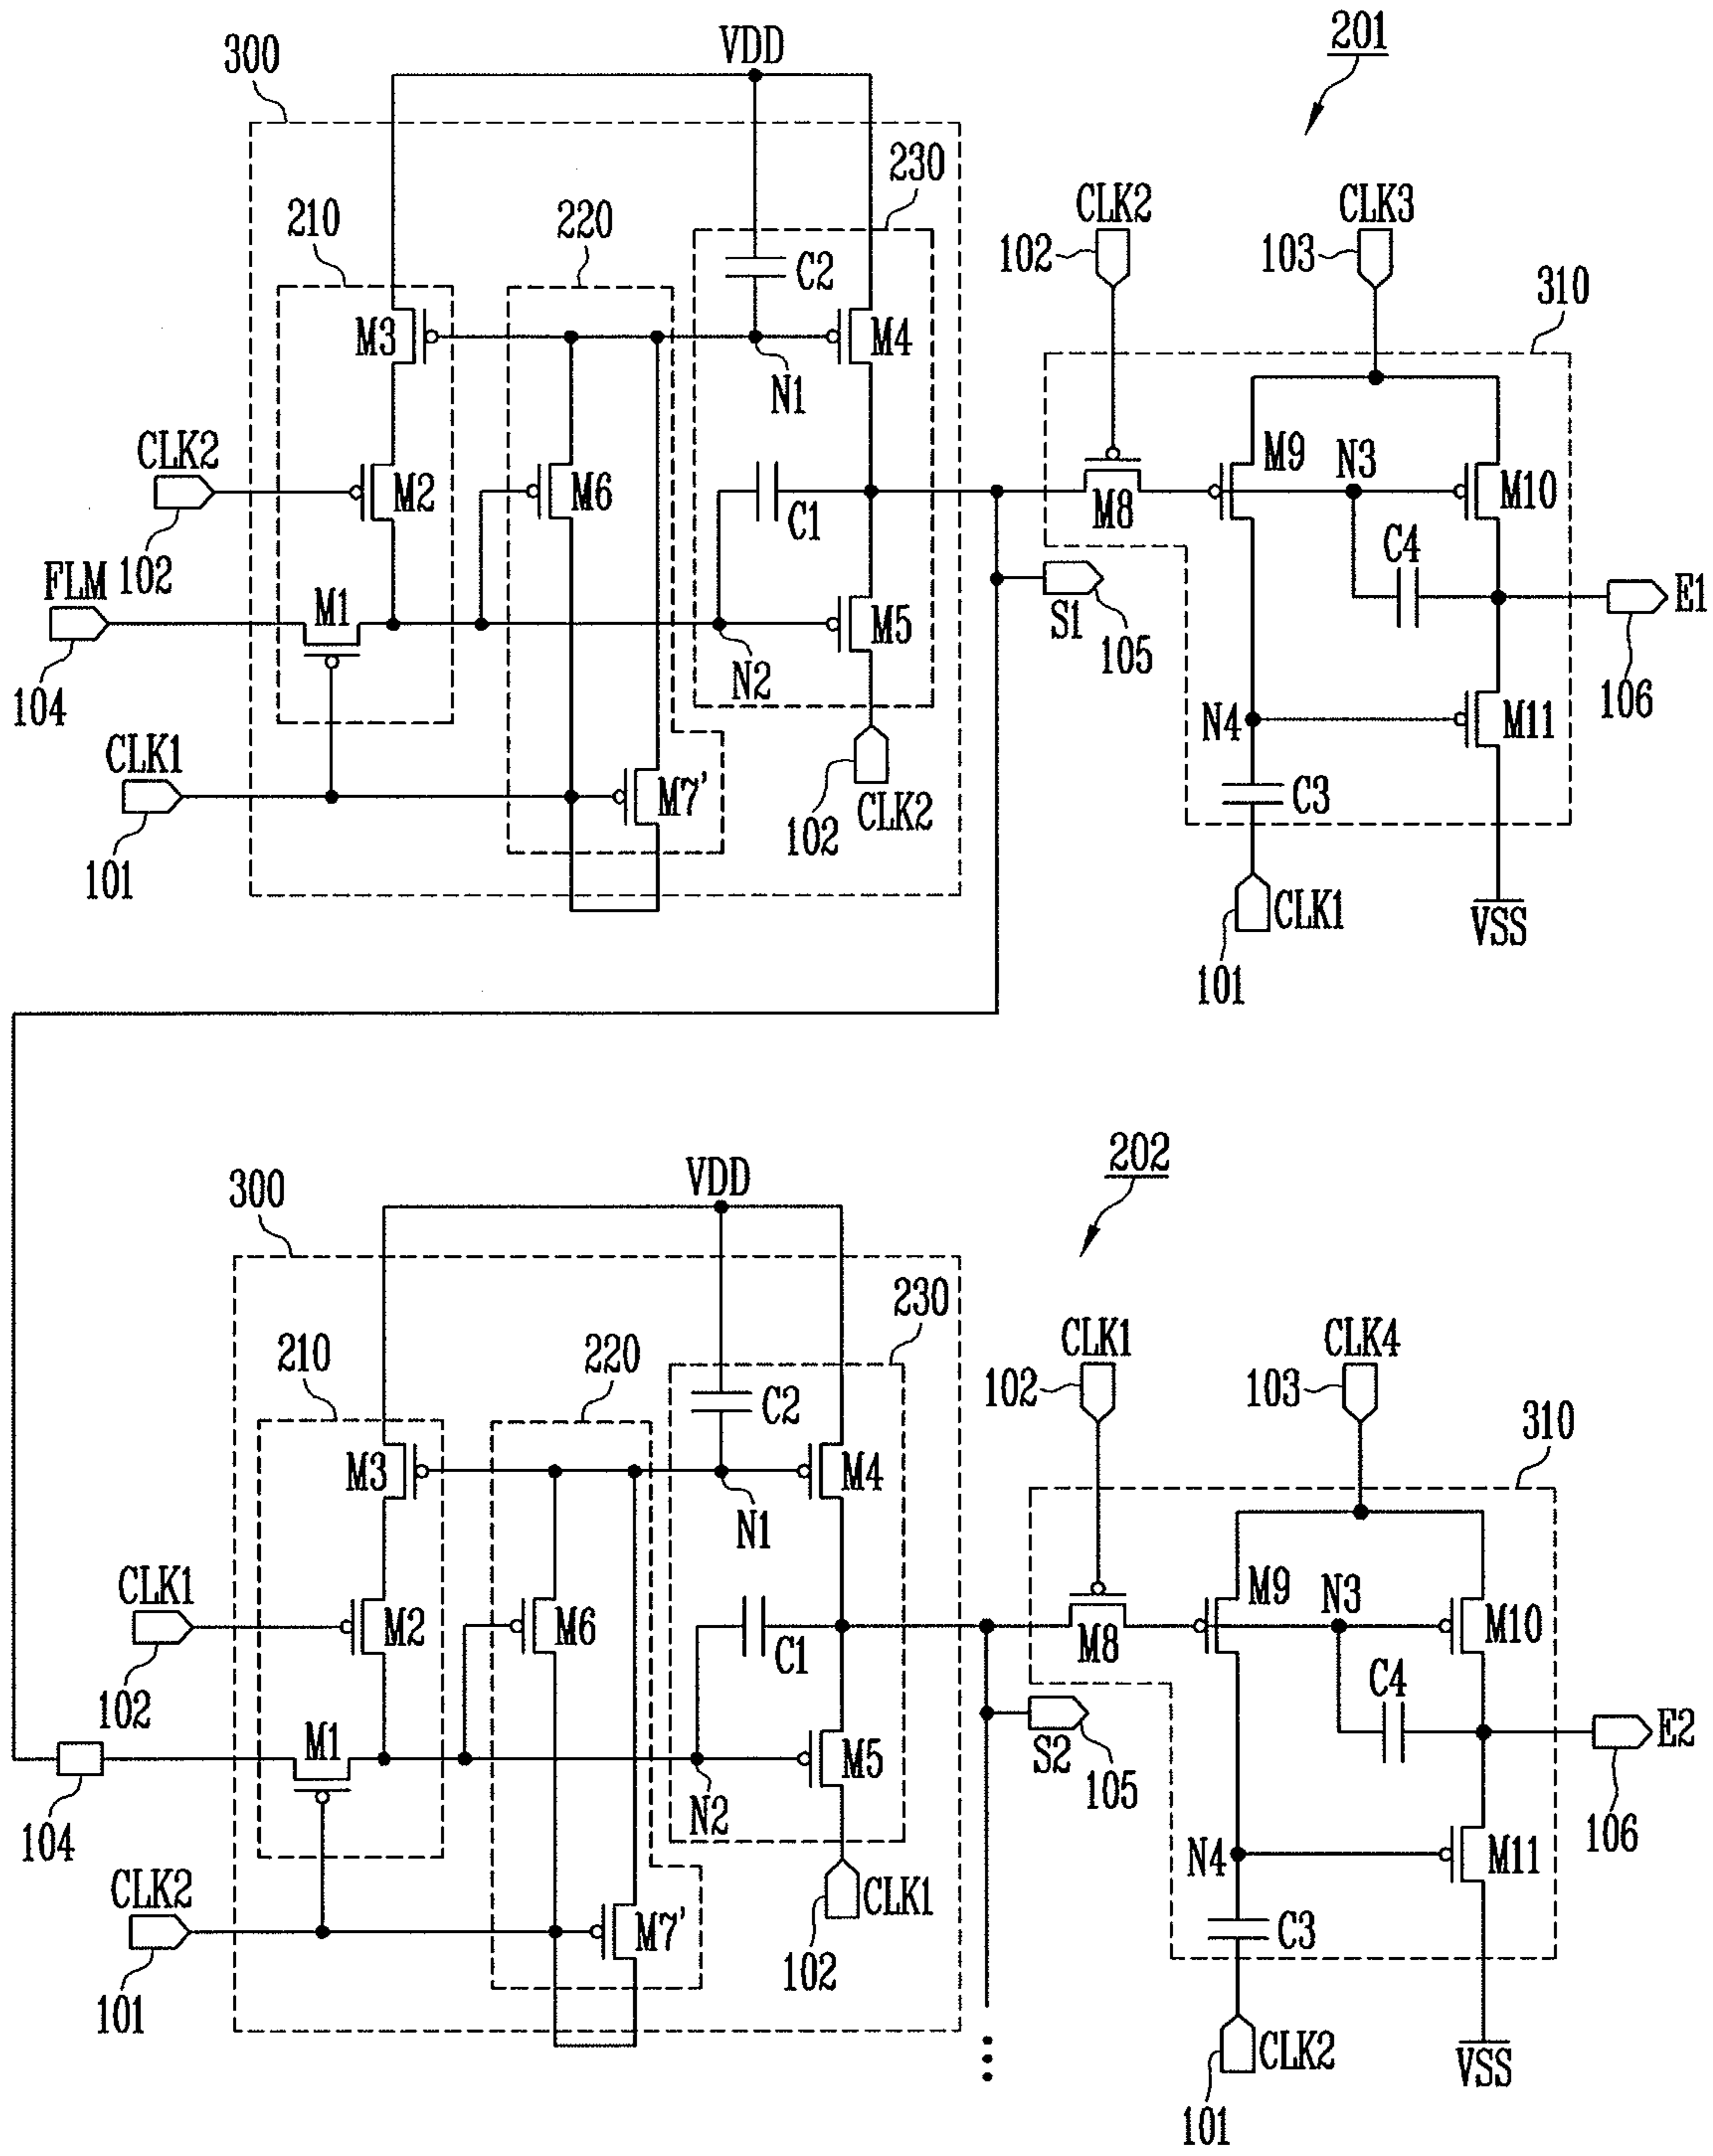 201
300
VDD
230
CLK2
CLK3
210
220
102
103
C2
310
M3
M4
N1
CLK2
M2
M6
C1
M8
M9
N3
M10
C4
FLM
102
M1
M5
S1
105
E1
104
N2
106
N4
M11
CLK1
M7'
C3
102
CLK2
101
CLK1
VSS
101
202
300
VDD
230
CLK1
CLK4
210
220
102
103
C2
310
M3
M4
N1
CLK1
M2
M6
C1
M8
M9
N3
M10
C4
102
M1
M5
S2
105
E2
104
N2
106
N4
M11
CLK2
M7'
CLK1
C3
102
101
CLK2
VSS
101